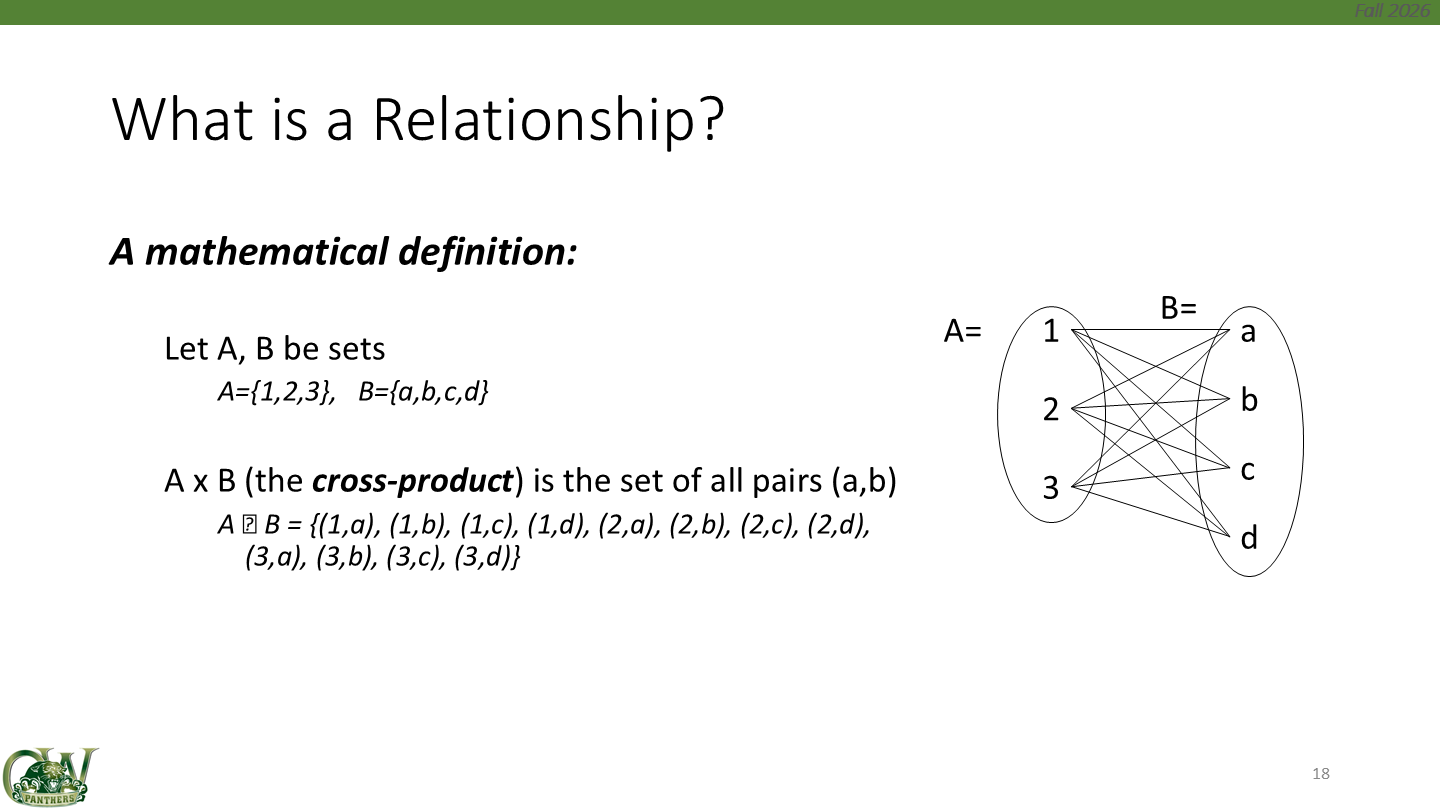 Fall 2026
What is a Relationship?
A mathematical definition:
Let A, B be sets
A={1,2,3}, B={a,b,c,d}
A x B (the cross-product) is the set of all pairs (a,b)
A ⍰ B = {(1,a), (1,b), (1,c), (1,d), (2,a), (2,b), (2,c), (2,d),
(3,a), (3,b), (3,c), (3,d)}
A=
1
2
3
B=
a
b
c
d
OW
PANTHERS
18